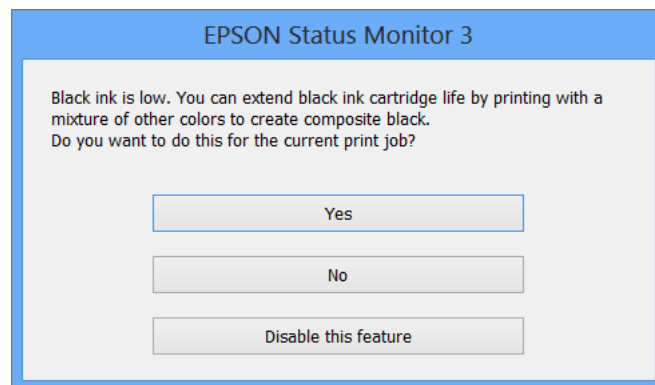 EPSON Status Monitor 3
Black ink is low. You can extend black ink cartridge life by printing with a
mixture of other colors to create composite black.
Do you want to do this for the current print job?
Yes
No
Disable this feature